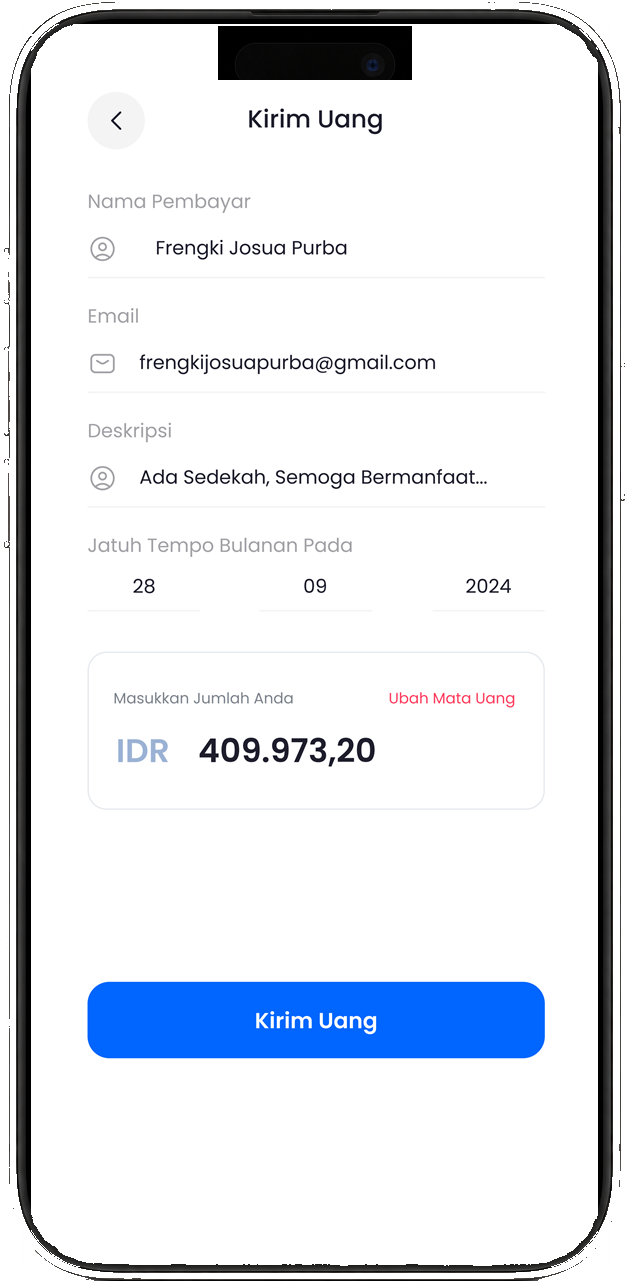 Kirim Uang
Nama Pembayar
Frengki Josua Purba
Email
frengkijosuapurba@gmail.com
Deskripsi
Ada Sedekah, Semoga Bermanfaat...
Jatuh Tempo Bulanan Pada
28 09 2024
Masukkan Jumlah Anda Ubah Mata Uang
IDR 409.973,20
Kirim Uang